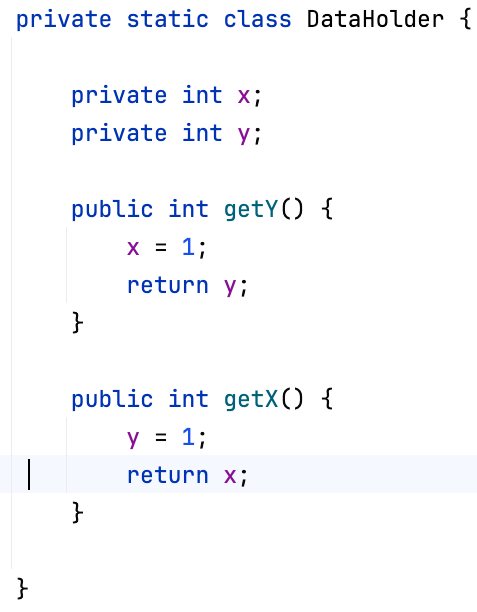 private static class DataHolder {
private int x;
private int y;
public int getY() {
x = 1;
return y;
}
public int getX() {
y = 1;
return x;
}
}